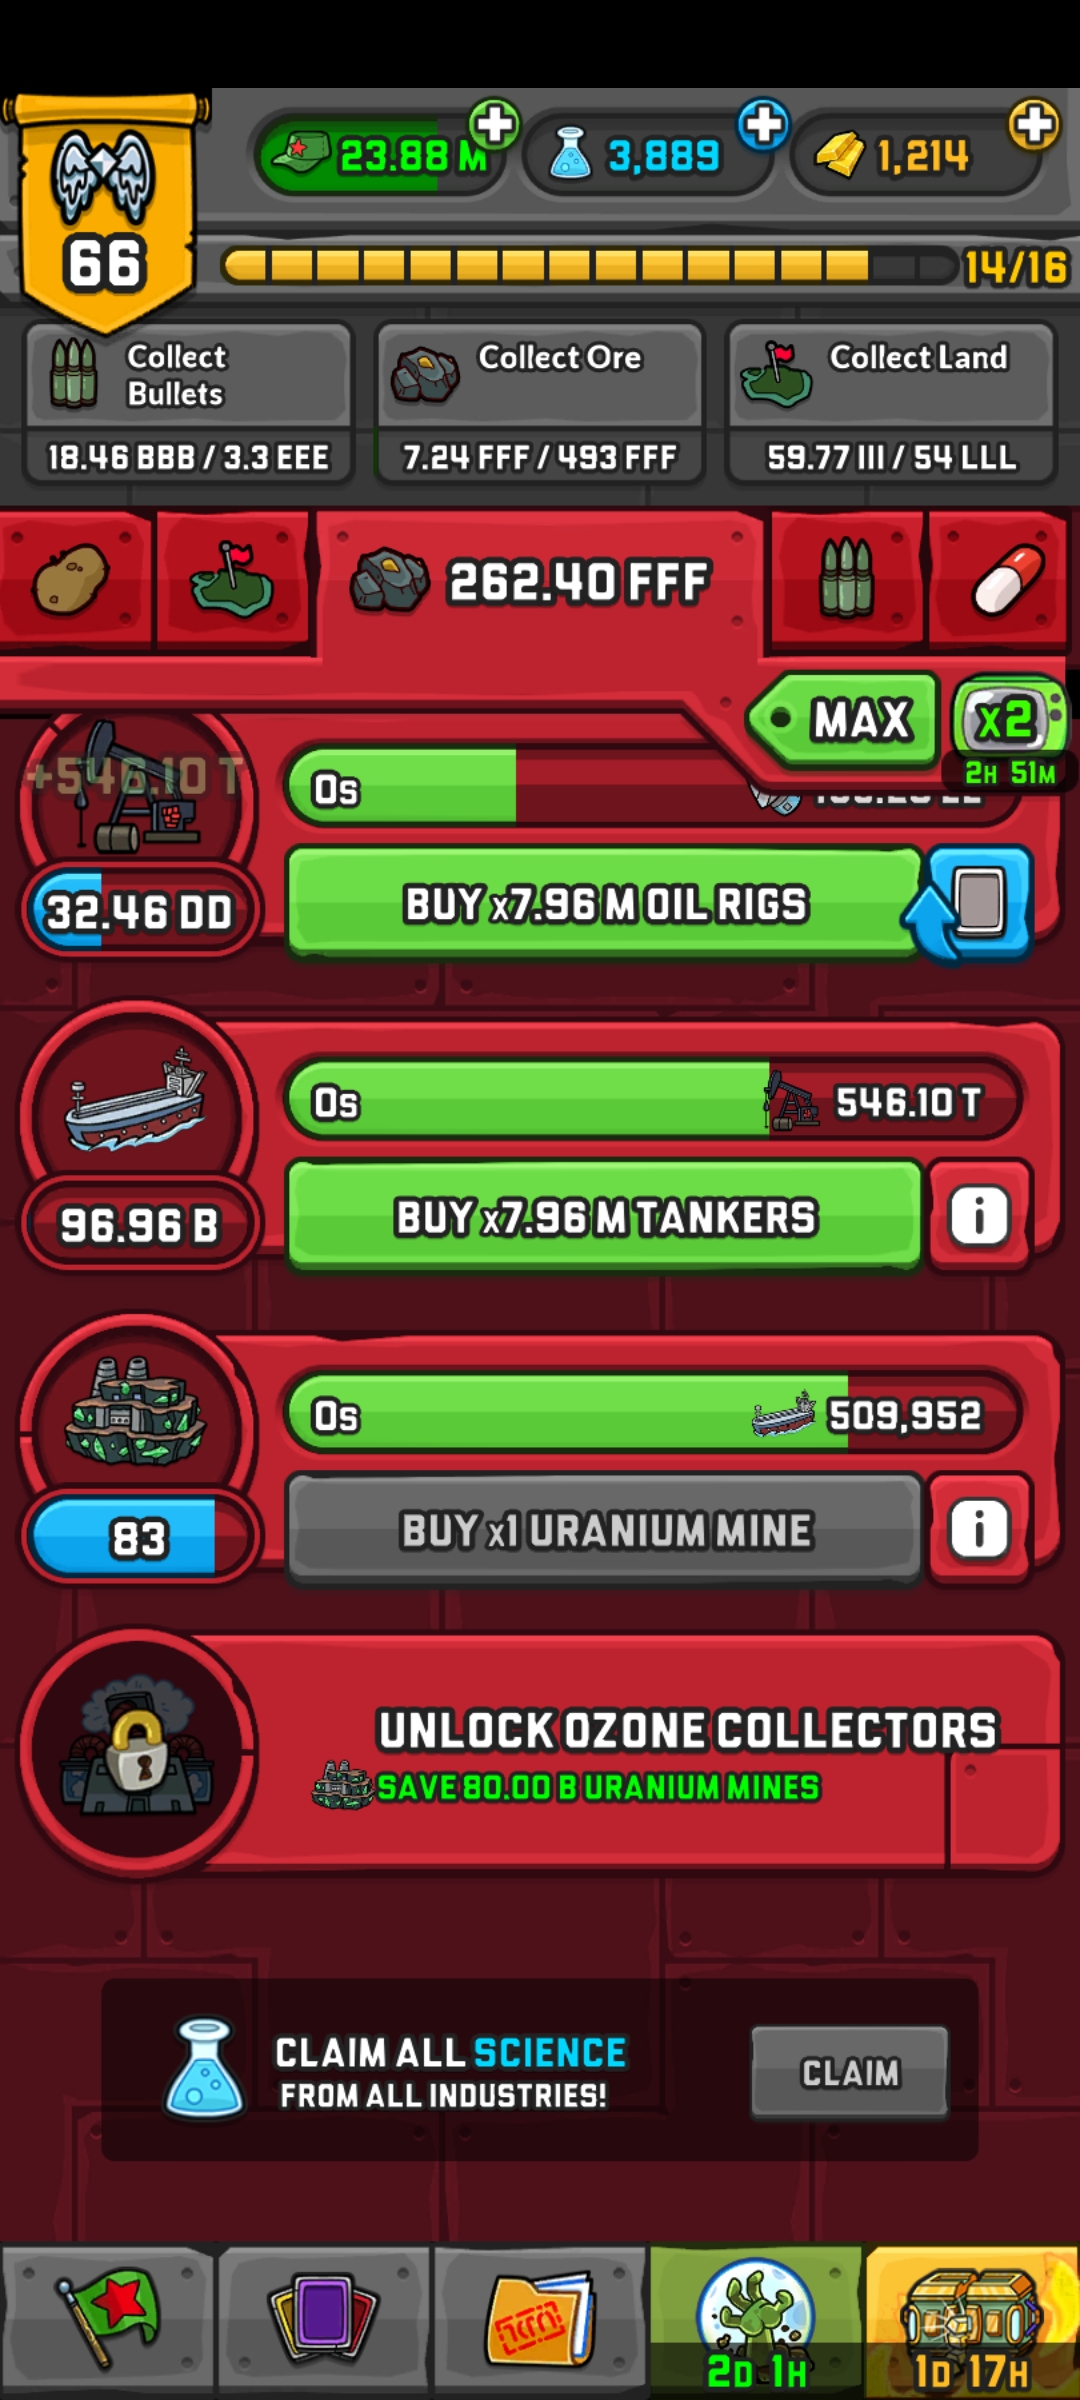 23.88 M
3,889
1,214
66
14/16
Collect
Bullets
18.46 BBB / 3.3 EEE
Collect Ore
7.24 FFF / 493 FFF
Collect Land
59.77 III / 54 LLL
262.40 FFF
MAX
x2
2H 51M
+546.10 T
0s
32.46 DD
BUY x7.96 M OIL RIGS
0s
546.10 T
96.96 B
BUY x7.96 M TANKERS
i
0s
509,952
83
BUY x1 URANIUM MINE
i
UNLOCK OZONE COLLECTORS
SAVE 80.00 B URANIUM MINES
CLAIM ALL SCIENCE
FROM ALL INDUSTRIES!
CLAIM
2D 1H
1D 17H